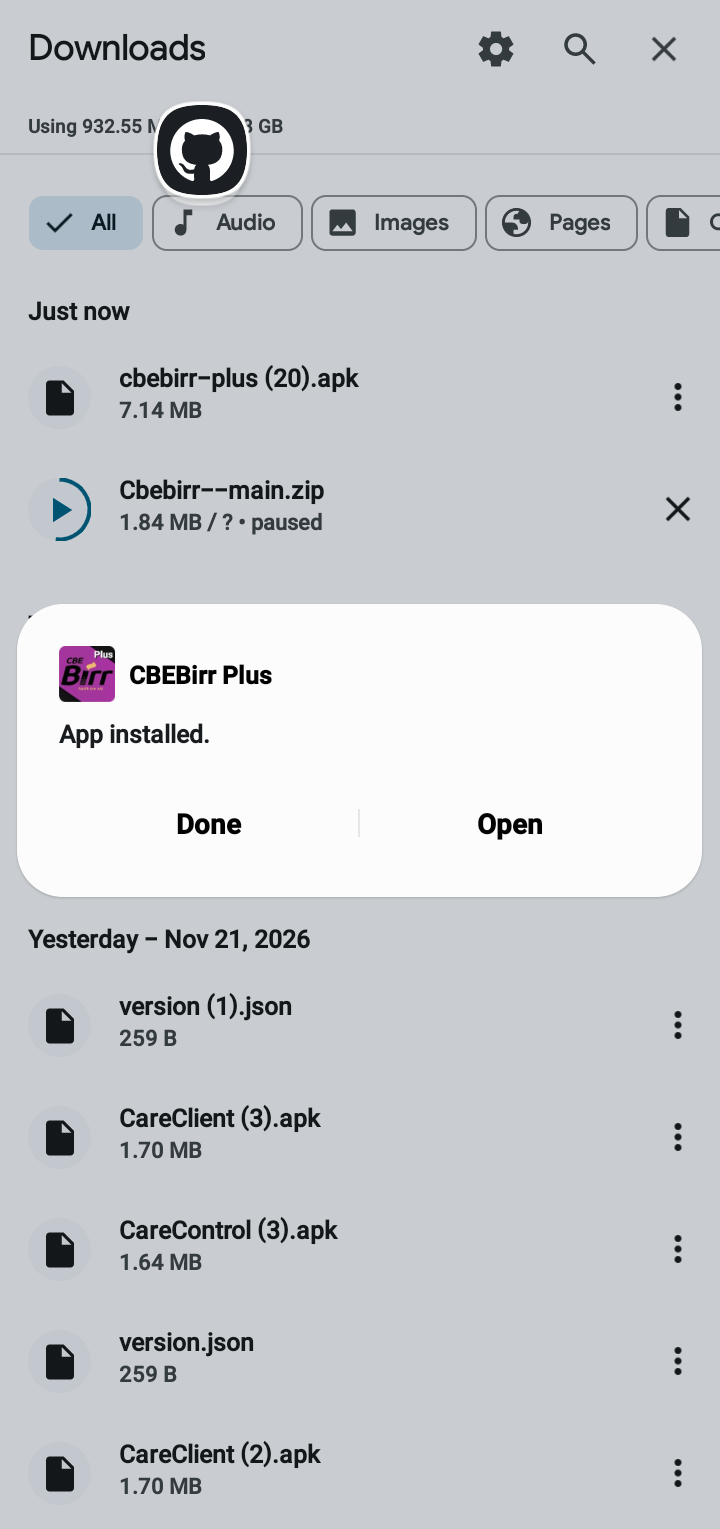 Downloads
Using 932.55 M 3 GB
All
Audio
Images
Pages
Just now
cbebirr-plus (20).apk
7.14 MB
Cbebirr--main.zip
1.84 MB / ? • paused
Plus
CBE
Birr
CBEBirr Plus
App installed.
Done
Open
Yesterday – Nov 21, 2026
version (1).json
259 B
CareClient (3).apk
1.70 MB
CareControl (3).apk
1.64 MB
version.json
259 B
CareClient (2).apk
1.70 MB